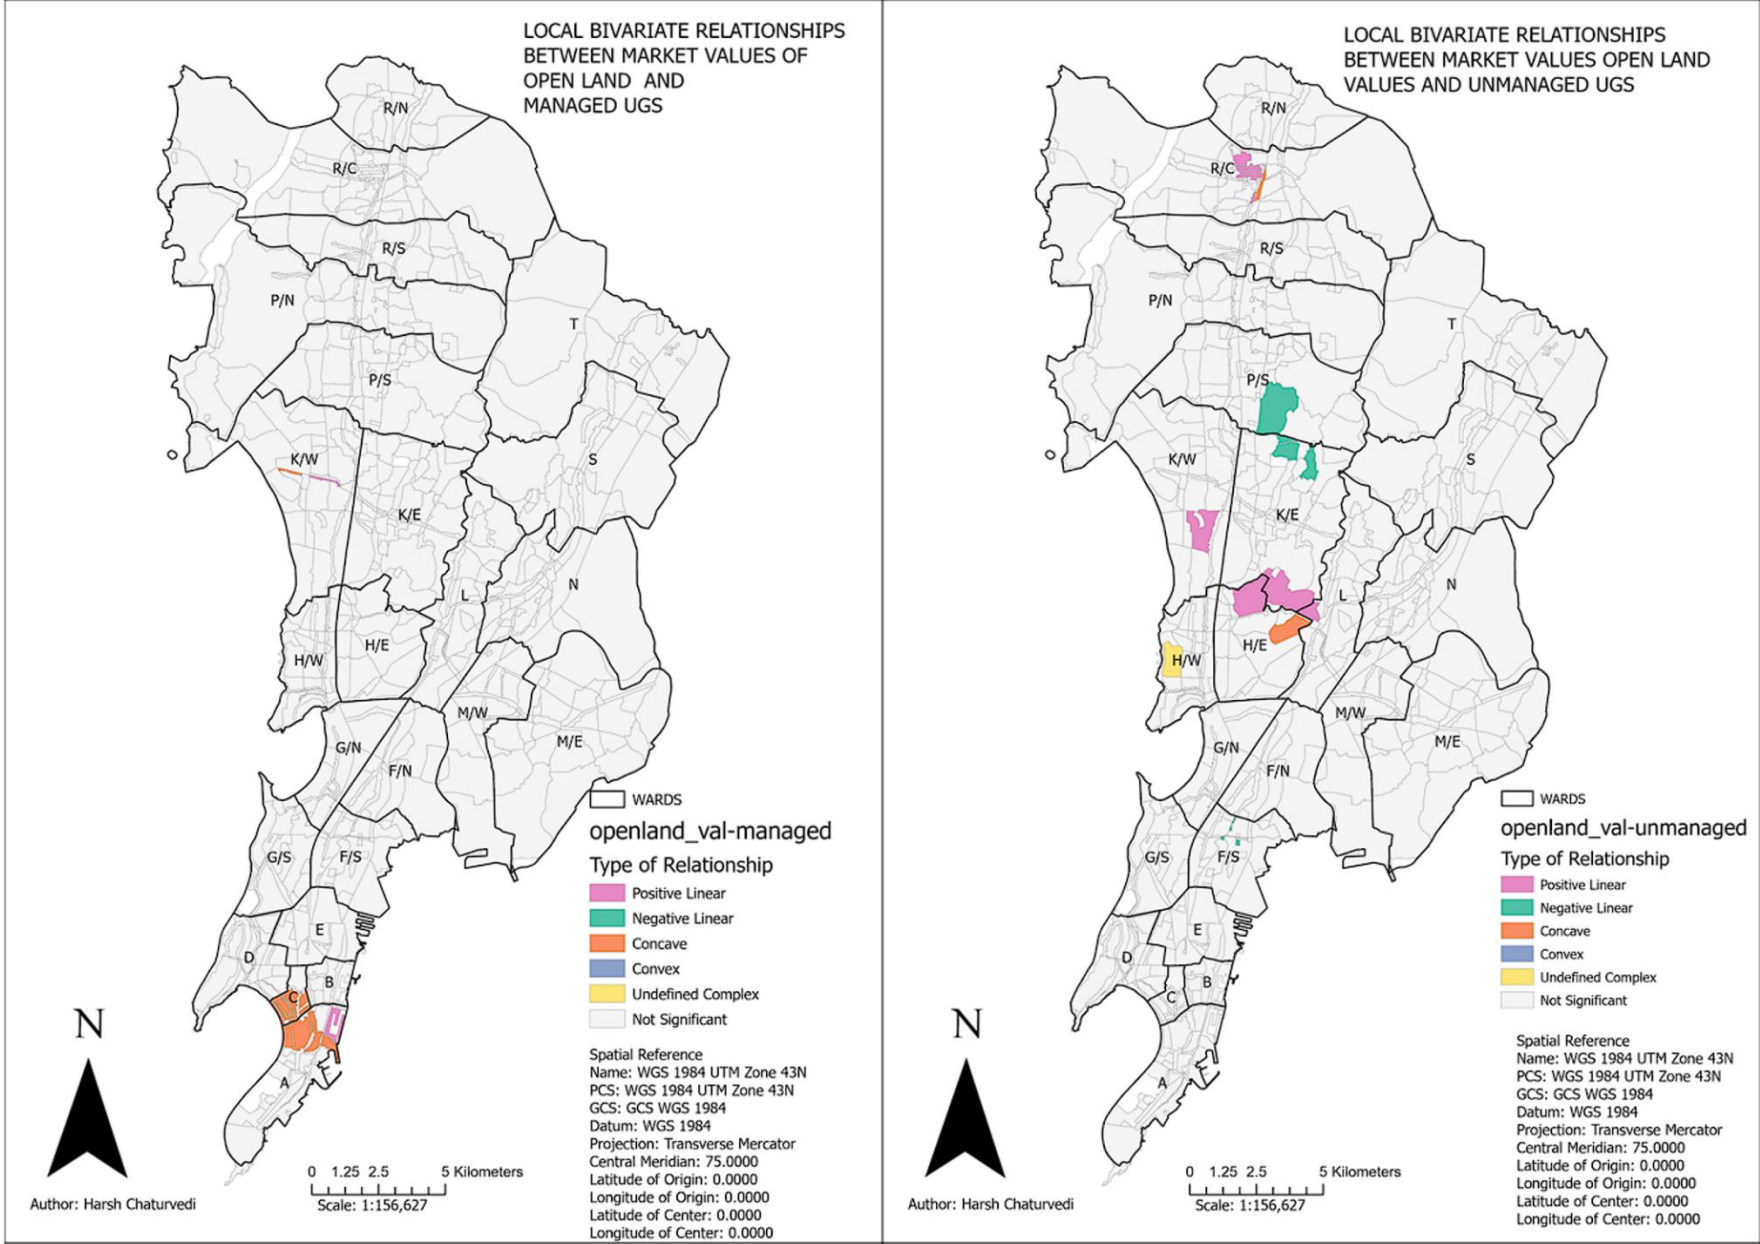 LOCAL BIVARIATE RELATIONSHIPS
BETWEEN MARKET VALUES OF
OPEN LAND AND
MANAGED UGS
R/N
R/C
R/S
P/N
T
P/S
K/W
S
K/E
L
N
H/E
H/W
M/W
G/N
M/E
F/N
G/S
F/S
E
D
B
C
A
WARDS
openland_val-managed
Type of Relationship
Positive Linear
Negative Linear
Concave
Convex
Undefined Complex
Not Significant
Spatial Reference
Name: WGS 1984 UTM Zone 43N
PCS: WGS 1984 UTM Zone 43N
GCS: GCS WGS 1984
Datum: WGS 1984
Projection: Transverse Mercator
Central Meridian: 75.0000
Latitude of Origin: 0.0000
Longitude of Origin: 0.0000
Latitude of Center: 0.0000
Longitude of Center: 0.0000
N
0 1.25 2.5 5 Kilometers
Scale: 1:156,627
Author: Harsh Chaturvedi
LOCAL BIVARIATE RELATIONSHIPS
BETWEEN MARKET VALUES OPEN LAND
VALUES AND UNMANAGED UGS
R/N
R/C
R/S
P/N
T
P/S
K/W
S
K/E
L
N
H/E
H/W
M/W
G/N
M/E
F/N
G/S
F/S
E
D
B
C
A
WARDS
openland_val-unmanaged
Type of Relationship
Positive Linear
Negative Linear
Concave
Convex
Undefined Complex
Not Significant
Spatial Reference
Name: WGS 1984 UTM Zone 43N
PCS: WGS 1984 UTM Zone 43N
GCS: GCS WGS 1984
Datum: WGS 1984
Projection: Transverse Mercator
Central Meridian: 75.0000
Latitude of Origin: 0.0000
Longitude of Origin: 0.0000
Latitude of Center: 0.0000
Longitude of Center: 0.0000
N
0 1.25 2.5 5 Kilometers
Scale: 1:156,627
Author: Harsh Chaturvedi